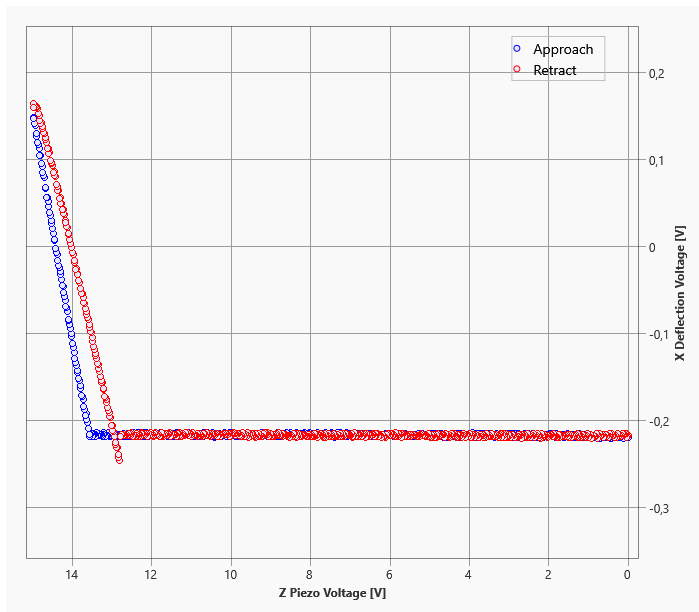 Approach
Retract
0,2
0,1
0
-0,1
-0,2
-0,3
X Deflection Voltage [V]
14 12 10 8 6 4 2 0
Z Piezo Voltage [V]